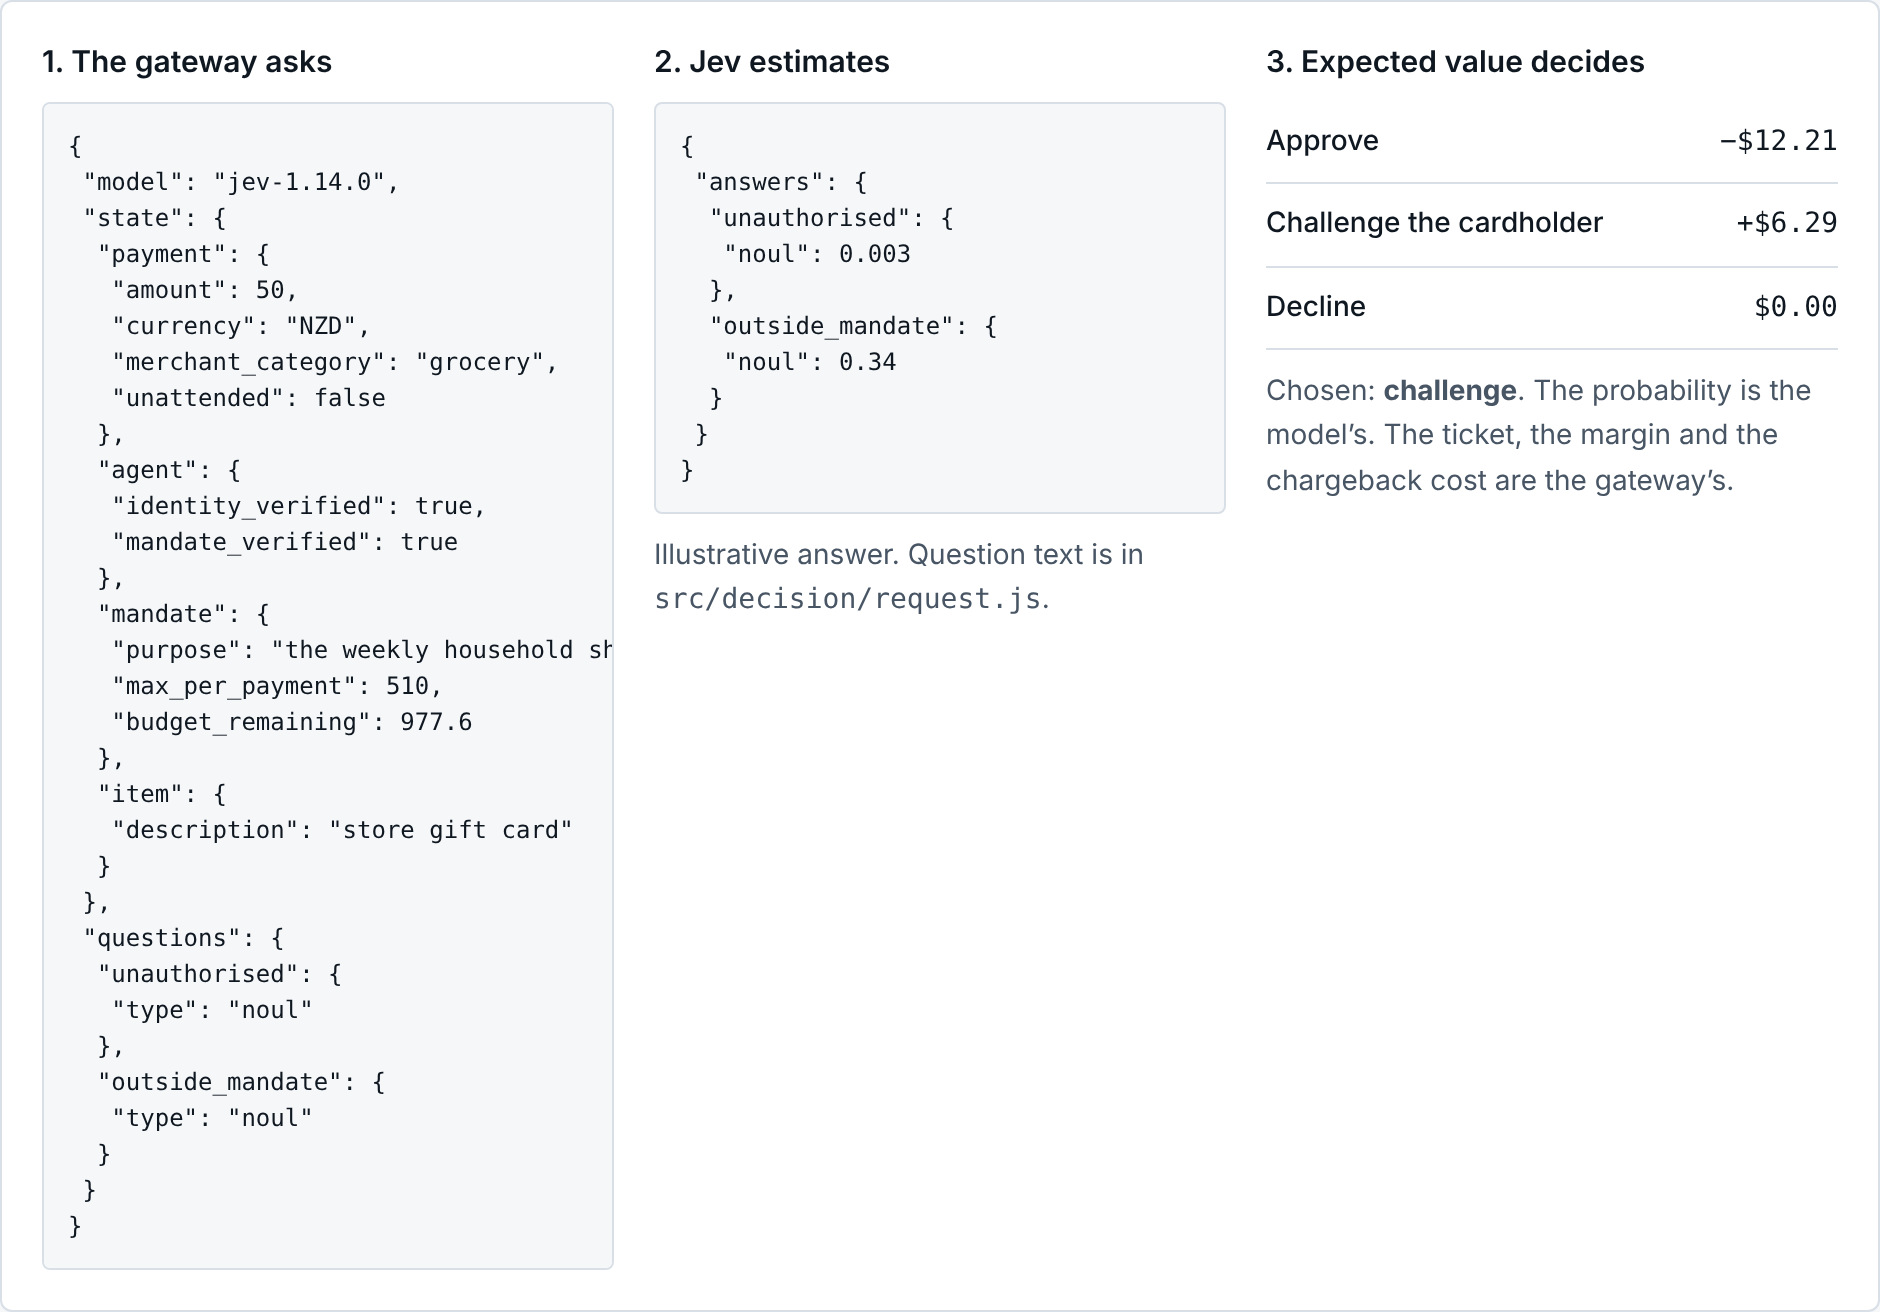 1. The gateway asks
{
 "model": "jev-1.14.0",
 "state": {
  "payment": {
   "amount": 50,
   "currency": "NZD",
   "merchant_category": "grocery",
   "unattended": false
  },
  "agent": {
   "identity_verified": true,
   "mandate_verified": true
  },
  "mandate": {
   "purpose": "the weekly household sh
   "max_per_payment": 510,
   "budget_remaining": 977.6
  },
  "item": {
   "description": "store gift card"
  }
 },
 "questions": {
  "unauthorised": {
   "type": "noul"
  },
  "outside_mandate": {
   "type": "noul"
  }
 }
}
2. Jev estimates
{
 "answers": {
  "unauthorised": {
   "noul": 0.003
  },
  "outside_mandate": {
   "noul": 0.34
  }
 }
}
Illustrative answer. Question text is in
src/decision/request.js.
3. Expected value decides
Approve −$12.21
Challenge the cardholder +$6.29
Decline $0.00
Chosen: challenge. The probability is the
model’s. The ticket, the margin and the
chargeback cost are the gateway’s.